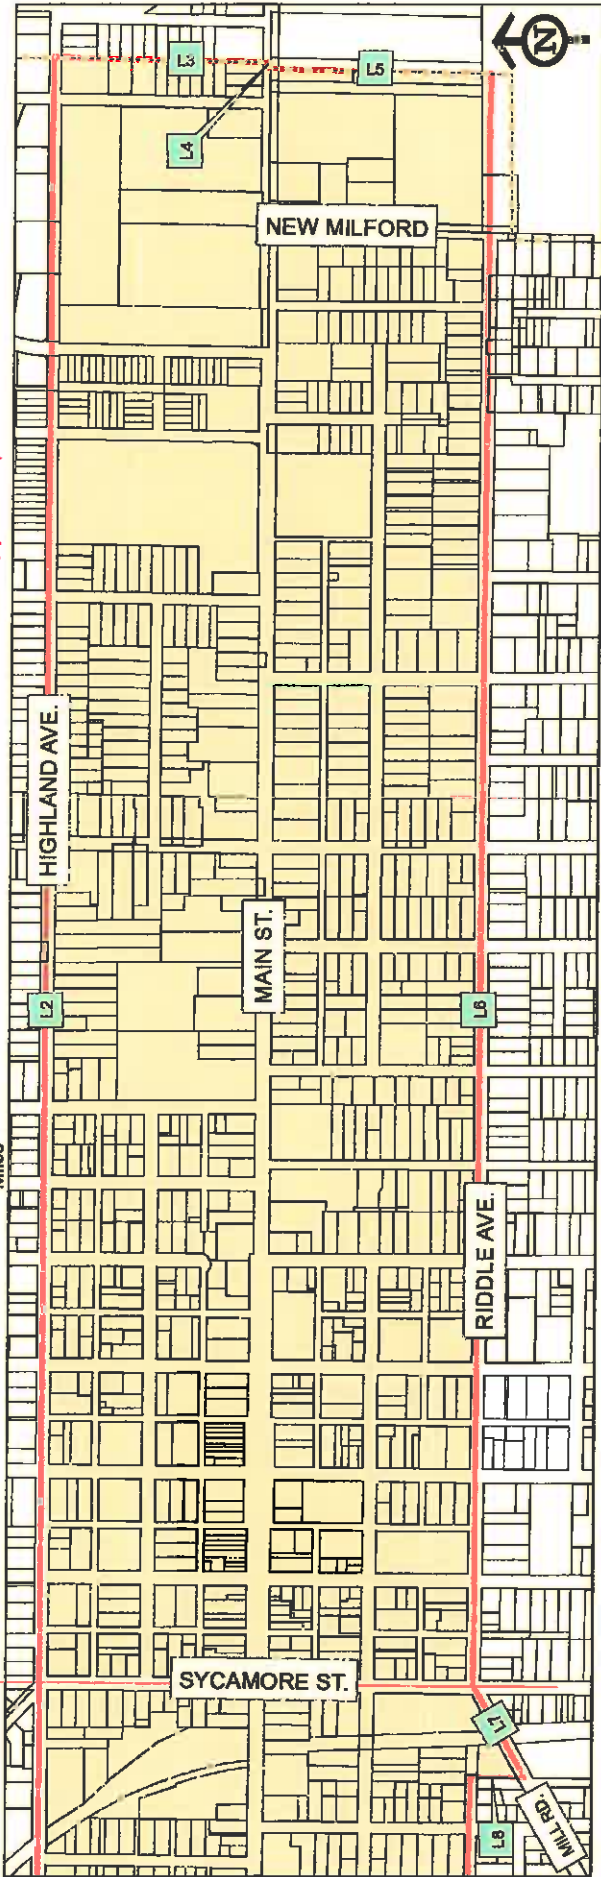 N
L3
L5
L4
NEW MILFORD
HIGHLAND AVE.
MAIN ST.
L2
L6
RIDDLE AVE.
SYCAMORE ST.
L7
L8
MILL RD.